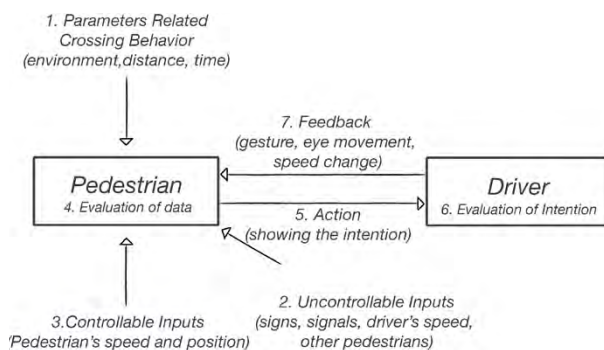 1. Parameters Related
Crossing Behavior
(environment,distance, time)
7. Feedback
(gesture, eye movement,
speed change)
Pedestrian
4. Evaluation of data
Driver
6. Evaluation of Intention
5. Action
(showing the intention)
2. Uncontrollable Inputs
(signs, signals, driver's speed,
other pedestrians)
3.Controllable Inputs
(Pedestrian's speed and position)